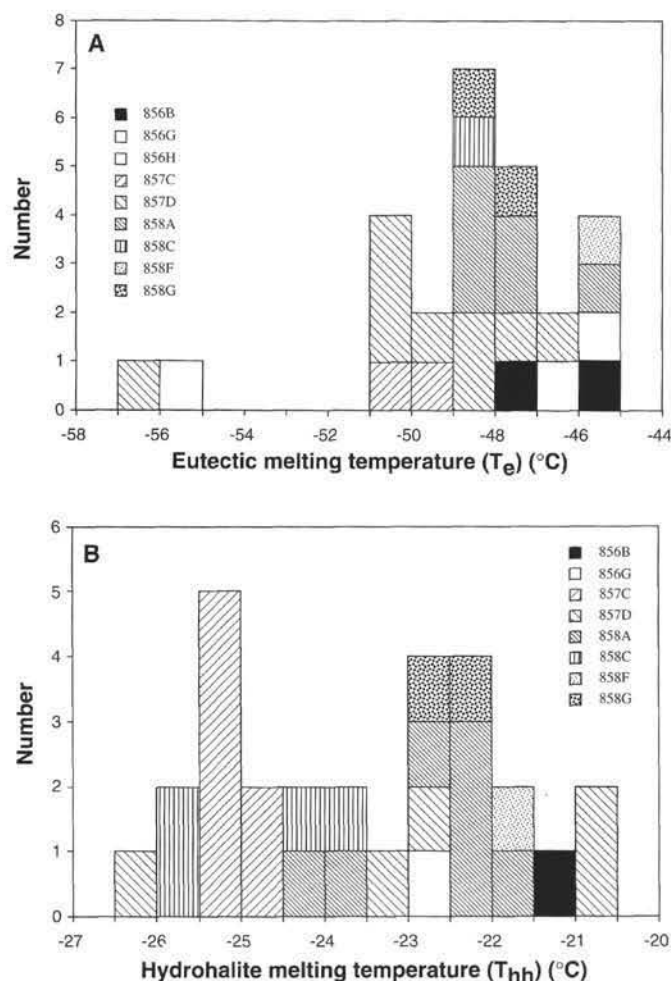 A
8
7
6
5
4
3
2
1
0
Number
856B
856G
856H
857C
857D
858A
858C
858F
858G
-58 -56 -54 -52 -50 -48 -46 -44
Eutectic melting temperature (Te) (°C)
B
6
5
4
3
2
1
0
Number
856B
856G
857C
857D
858A
858C
858F
858G
-27 -26 -25 -24 -23 -22 -21 -20
Hydrohalite melting temperature (Thh) (°C)